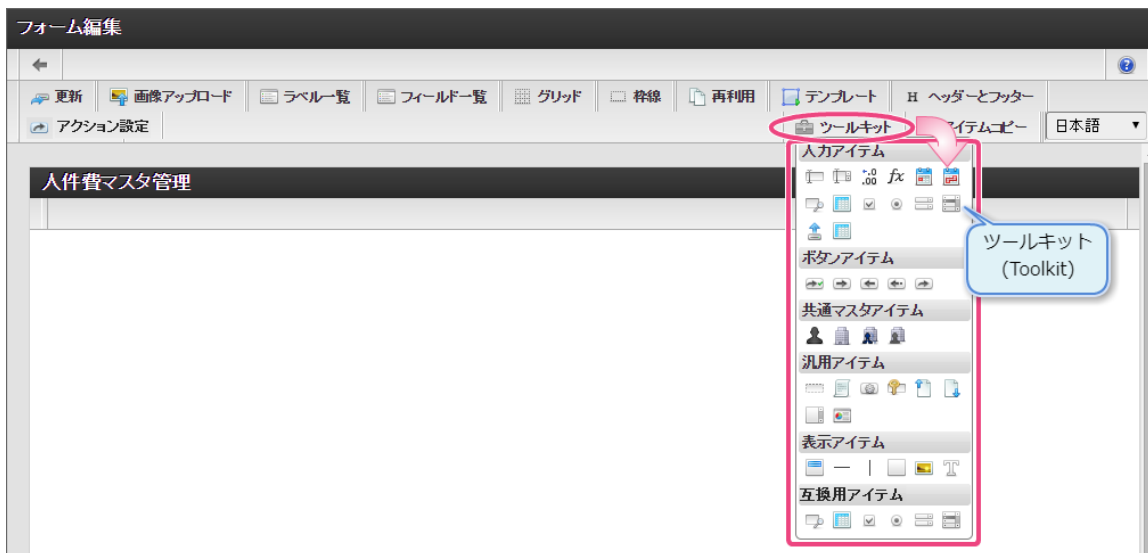 フォーム編集
更新 画像アップロード ラベル一覧 フィールド一覧 グリッド 枠線 再利用 テンプレート H ヘッダーとフッター
アクション設定 ツールキット アイテムコピー 日本語
人件費マスタ管理
入力アイテム
fx
ツールキット
(Toolkit)
ボタンアイテム
共通マスタアイテム
汎用アイテム
表示アイテム
T
互換用アイテム